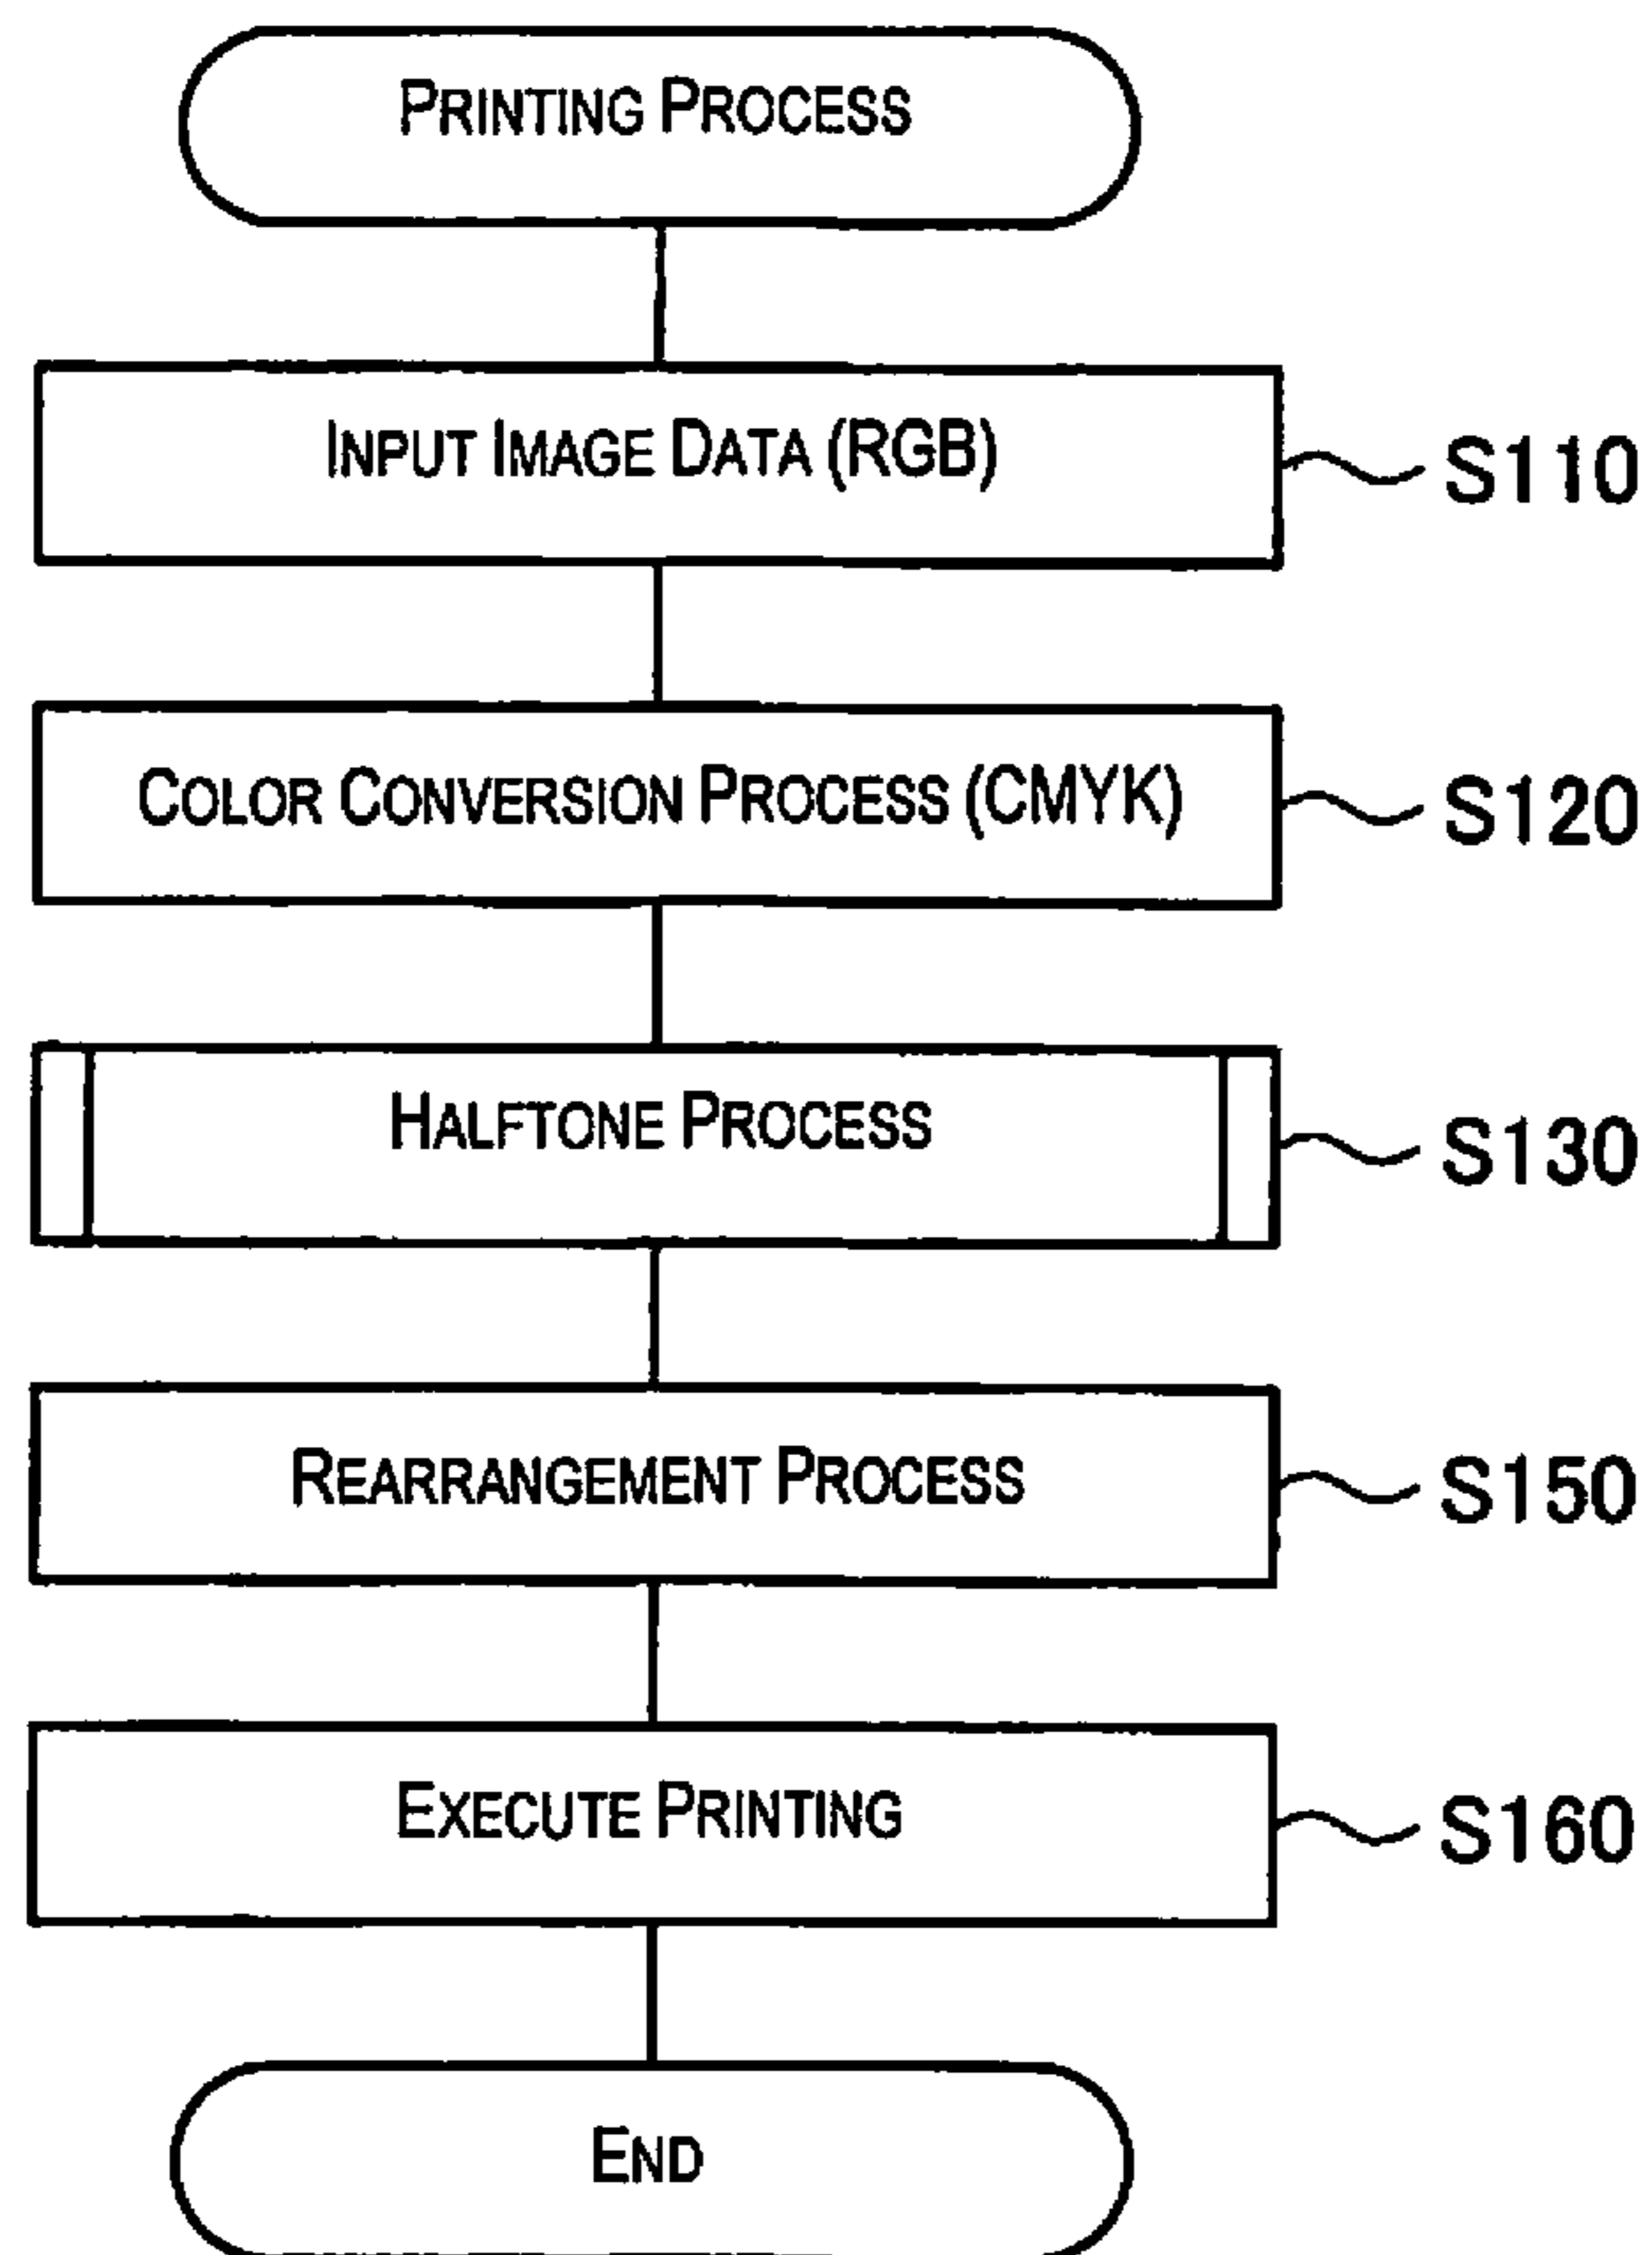 PRINTING PROCESS
INPUT IMAGE DATA (RGB)
S110
COLOR CONVERSION PROCESS (CMYK)
S120
HALFTONE PROCESS
S130
REARRANGEMENT PROCESS
S150
EXECUTE PRINTING
S160
END